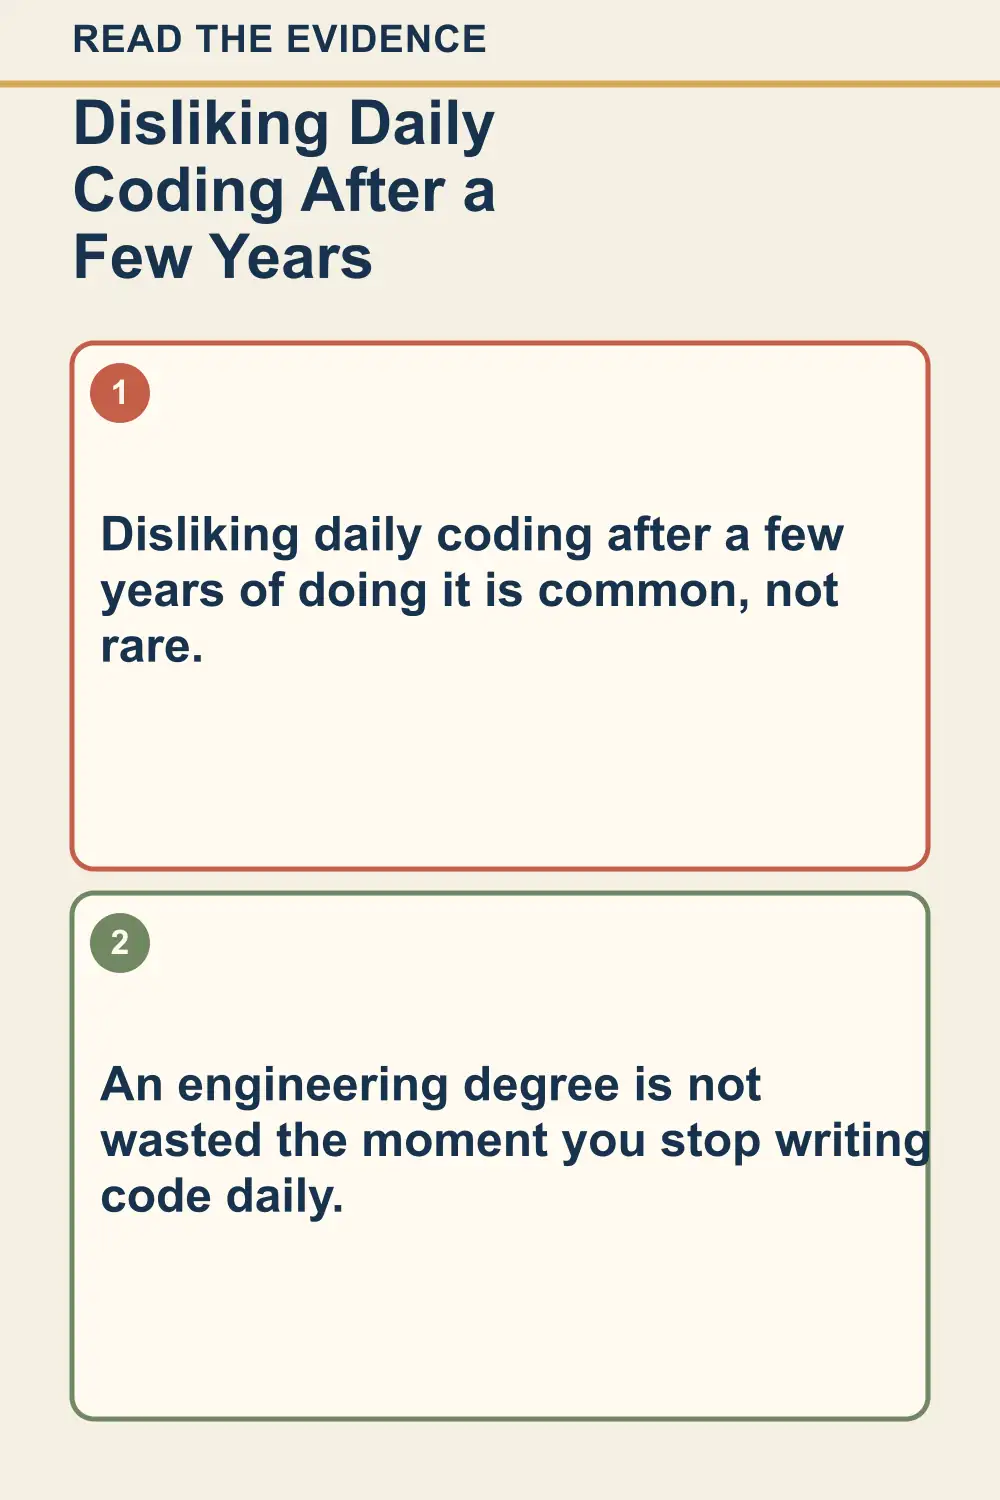 READ THE EVIDENCE
Disliking Daily
Coding After a
Few Years
1
Disliking daily coding after a few
years of doing it is common, not
rare.
2
An engineering degree is not
wasted the moment you stop writing
code daily.